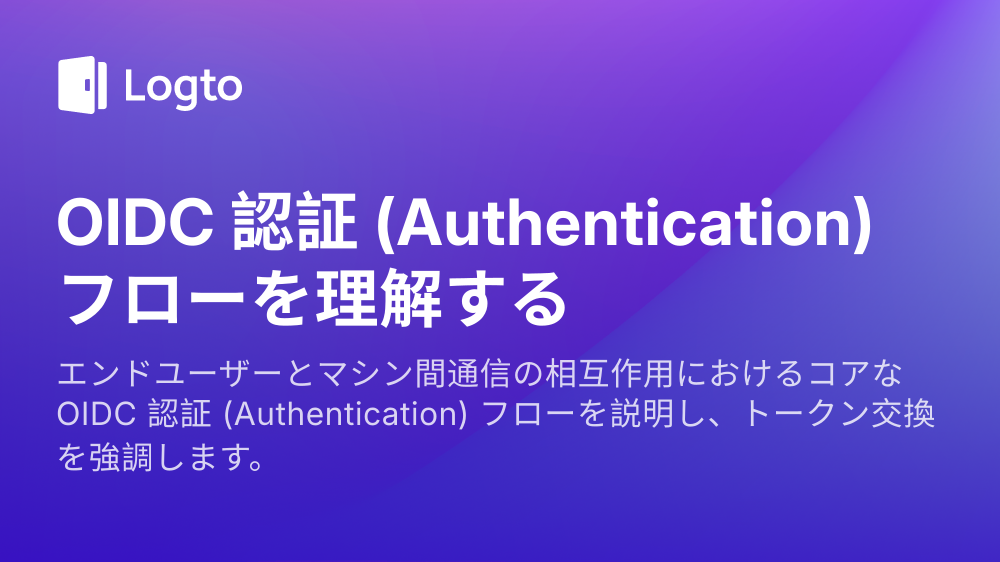 Logto
OIDC 認証 (Authentication)
フローを理解する
エンドユーザーとマシン間通信の相互作用におけるコアな
OIDC 認証 (Authentication) フローを説明し、トークン交換
を強調します。